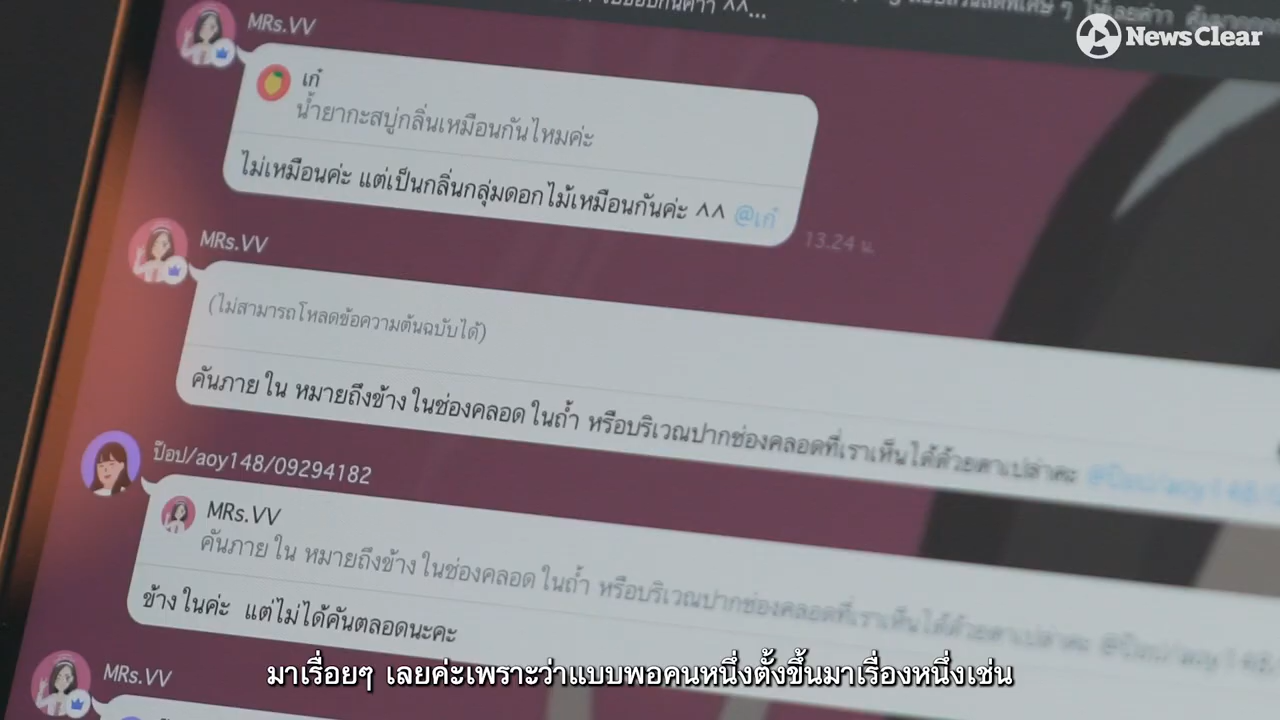 News Clear
MRs.VV
เก๋
น้ำยากะสบู่กลิ่นเหมือนกันไหมค่ะ
ไม่เหมือนค่ะ แต่เป็นกลิ่นกลุ่มดอกไม้เหมือนกันค่ะ ^^ @เก๋
13.24 น.
MRs.VV
(ไม่สามารถโหลดข้อความต้นฉบับได้)
คันภายใน หมายถึงข้างในช่องคลอด ในถ้ำ หรือบริเวณปากช่องคลอดที่เราเห็นได้ด้วยตาเปล่าคะ @ป๊อป/aoy148/
ป๊อป/aoy148/09294182
MRs.VV
คันภายใน หมายถึงข้างในช่องคลอด ในถ้ำ หรือบริเวณปากช่องคลอดที่เราเห็นได้ด้วยตาเปล่าคะ @ป๊อป/aoy148/
ข้างในค่ะ แต่ไม่ได้คันตลอดนะคะ
MRs.VV
มาเรื่อยๆ เลยค่ะเพราะว่าแบบพอคนหนึ่งตั้งขึ้นมาเรื่องหนึ่งเช่น